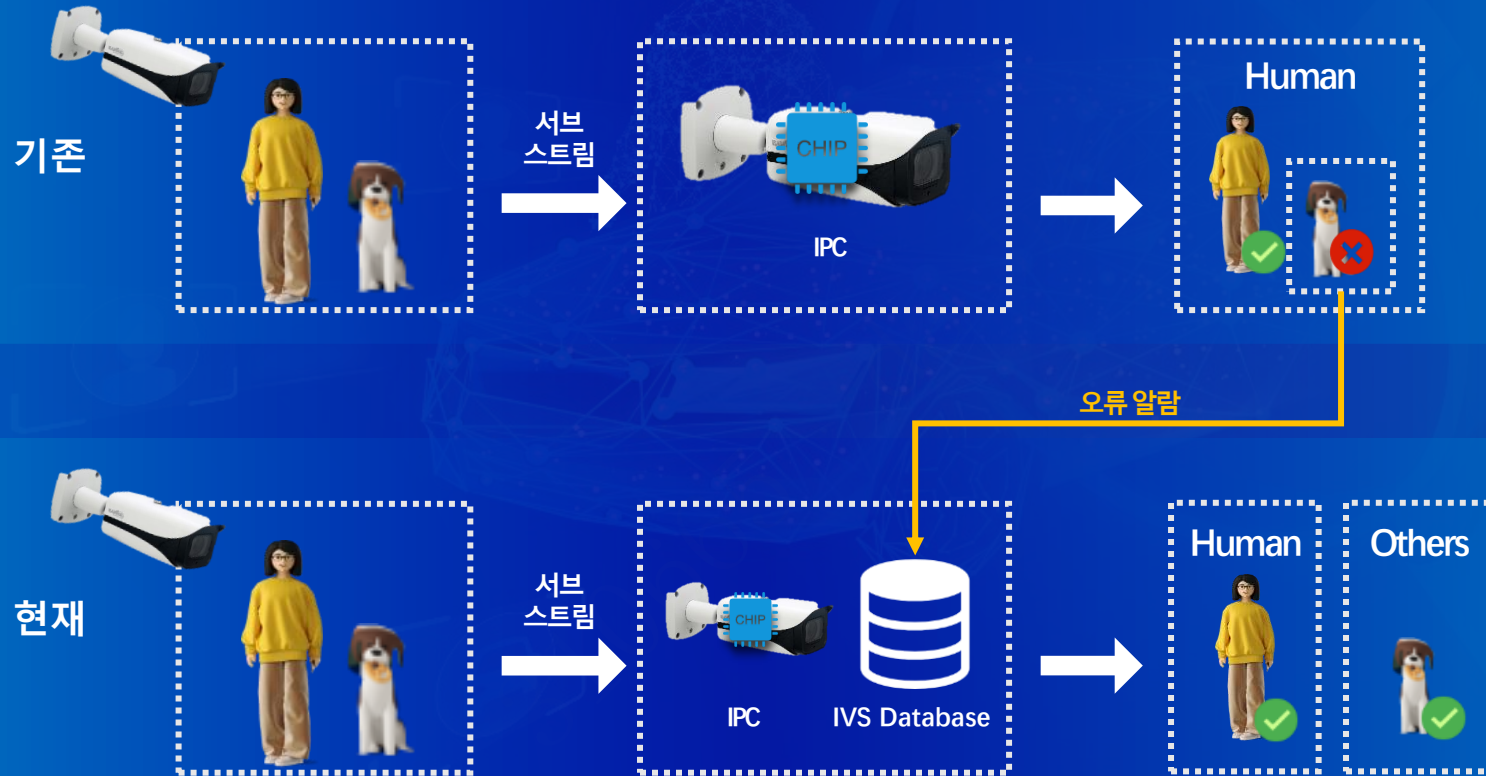 기존
서브
스트림
CHIP
IPC
Human
오류 알람
현재
서브
스트림
CHIP
IPC
IVS Database
Human
Others